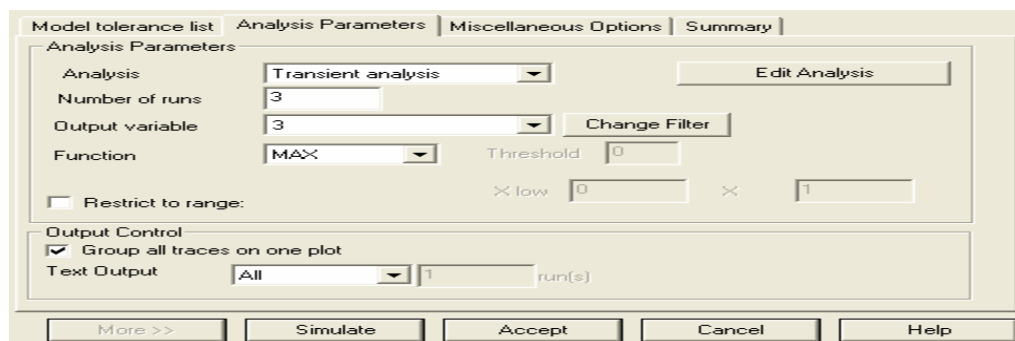 Model tolerance list Analysis Parameters Miscellaneous Options Summary
Analysis Parameters
Analysis Transient analysis Edit Analysis
Number of runs 3
Output variable 3 Change Filter
Function MAX Threshold 0
Restrict to range: X low 0 X 1
Output Control
Group all traces on one plot
Text Output All 1 run(s)
More >> Simulate Accept Cancel Help